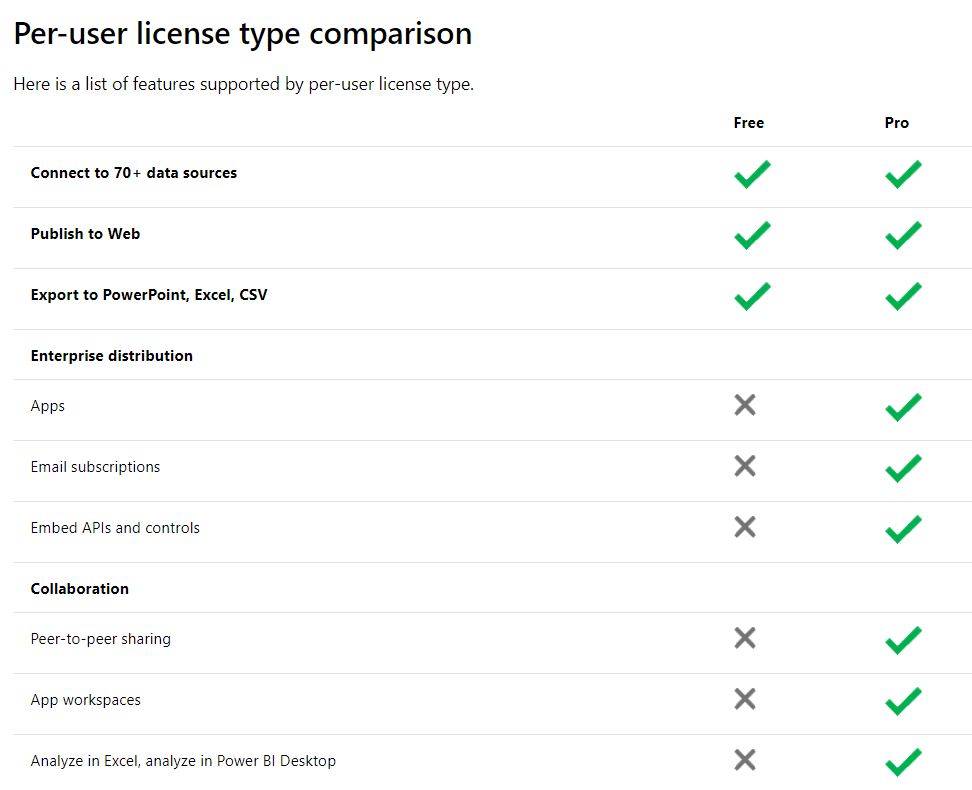 Per-user license type comparison
Here is a list of features supported by per-user license type.
Free Pro
Connect to 70+ data sources
Publish to Web
Export to PowerPoint, Excel, CSV
Enterprise distribution
Apps
Email subscriptions
Embed APIs and controls
Collaboration
Peer-to-peer sharing
App workspaces
Analyze in Excel, analyze in Power BI Desktop